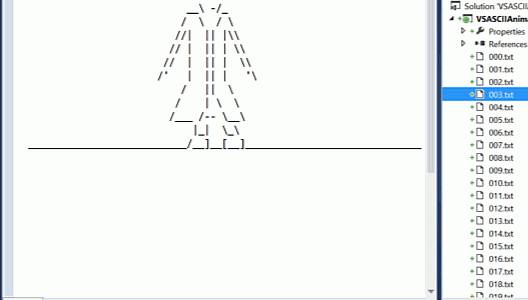 Solution 'VSASCII
VSASCIIAnima
Properties
References
000.txt
001.txt
002.txt
003.txt
004.txt
005.txt
006.txt
007.txt
008.txt
009.txt
010.txt
011.txt
012.txt
013.txt
014.txt
015.txt
016.txt
017.txt
018.txt
019.txt